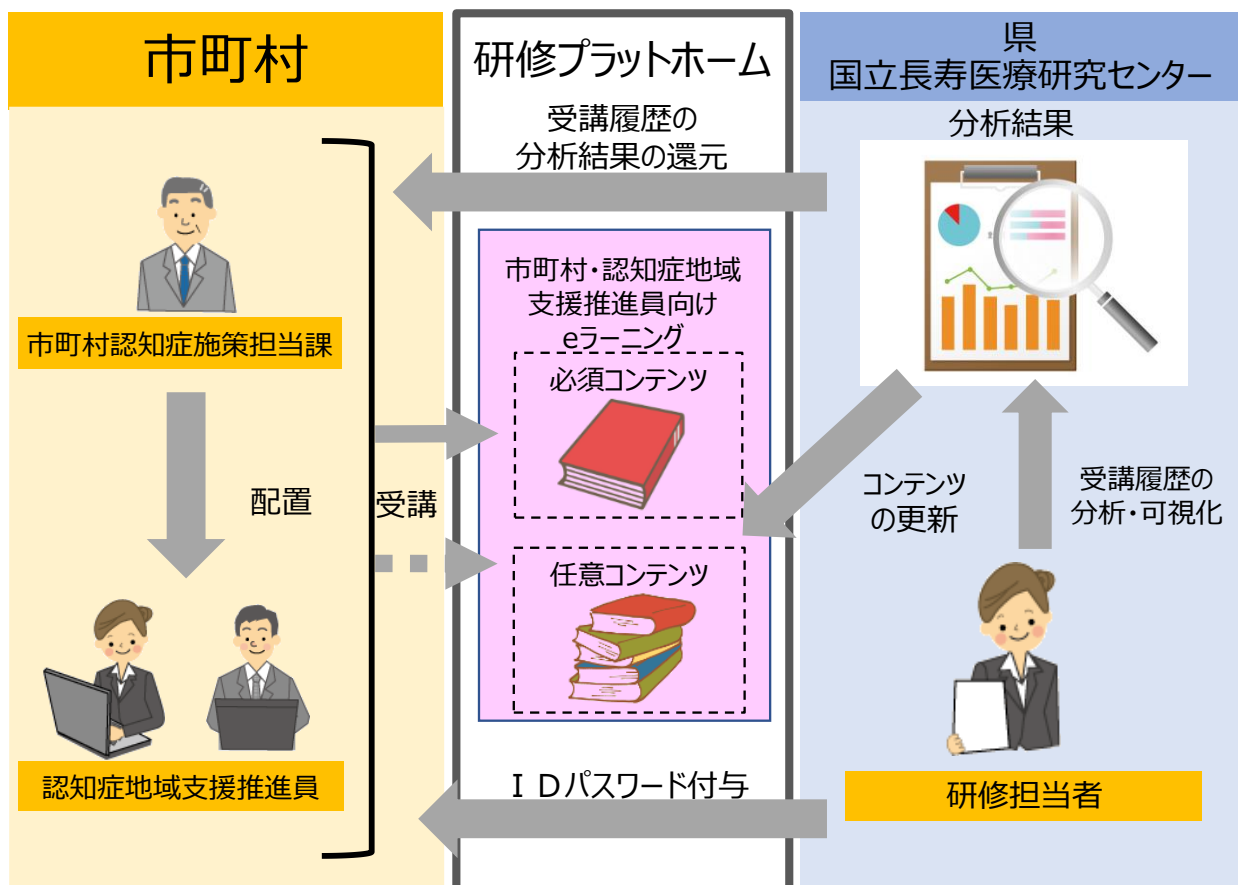 市町村
研修プラットホーム
県
国立長寿医療研究センター
受講履歴の
分析結果の還元
分析結果
市町村認知症施策担当課
市町村・認知症地域
支援推進員向け
eラーニング
必須コンテンツ
配置
受講
コンテンツ
の更新
受講履歴の
分析・可視化
任意コンテンツ
認知症地域支援推進員
ＩＤパスワード付与
研修担当者